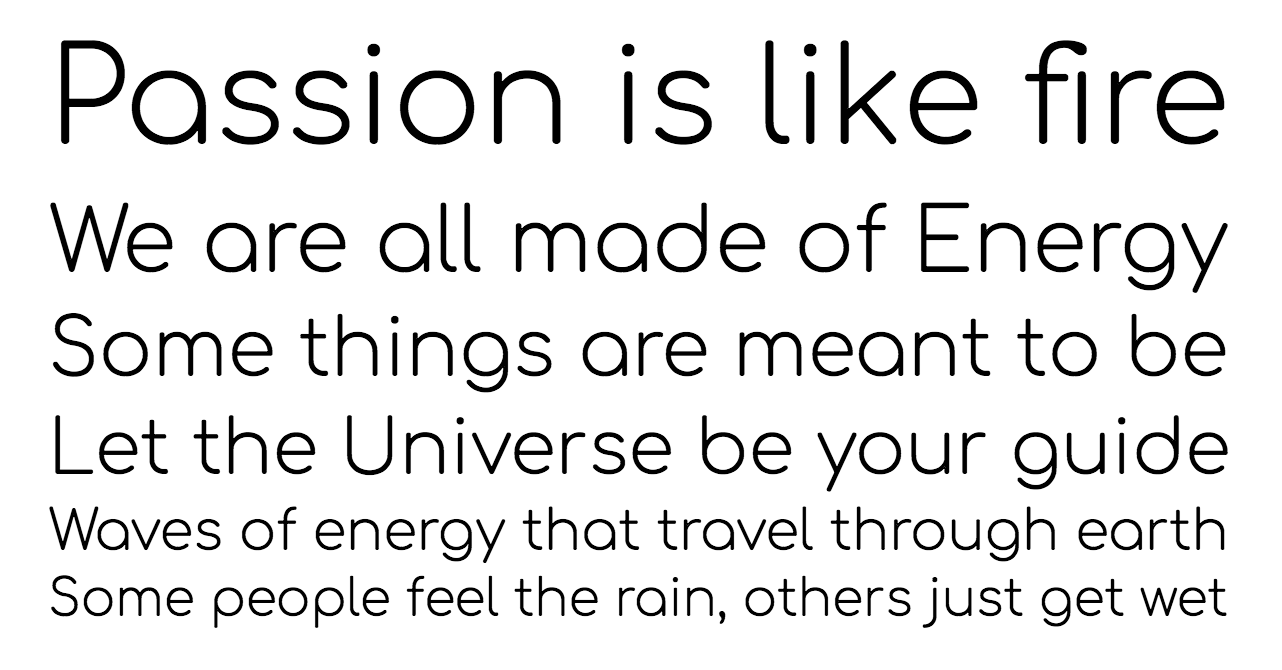 Passion is like fire
We are all made of Energy
Some things are meant to be
Let the Universe be your guide
Waves of energy that travel through earth
Some people feel the rain, others just get wet